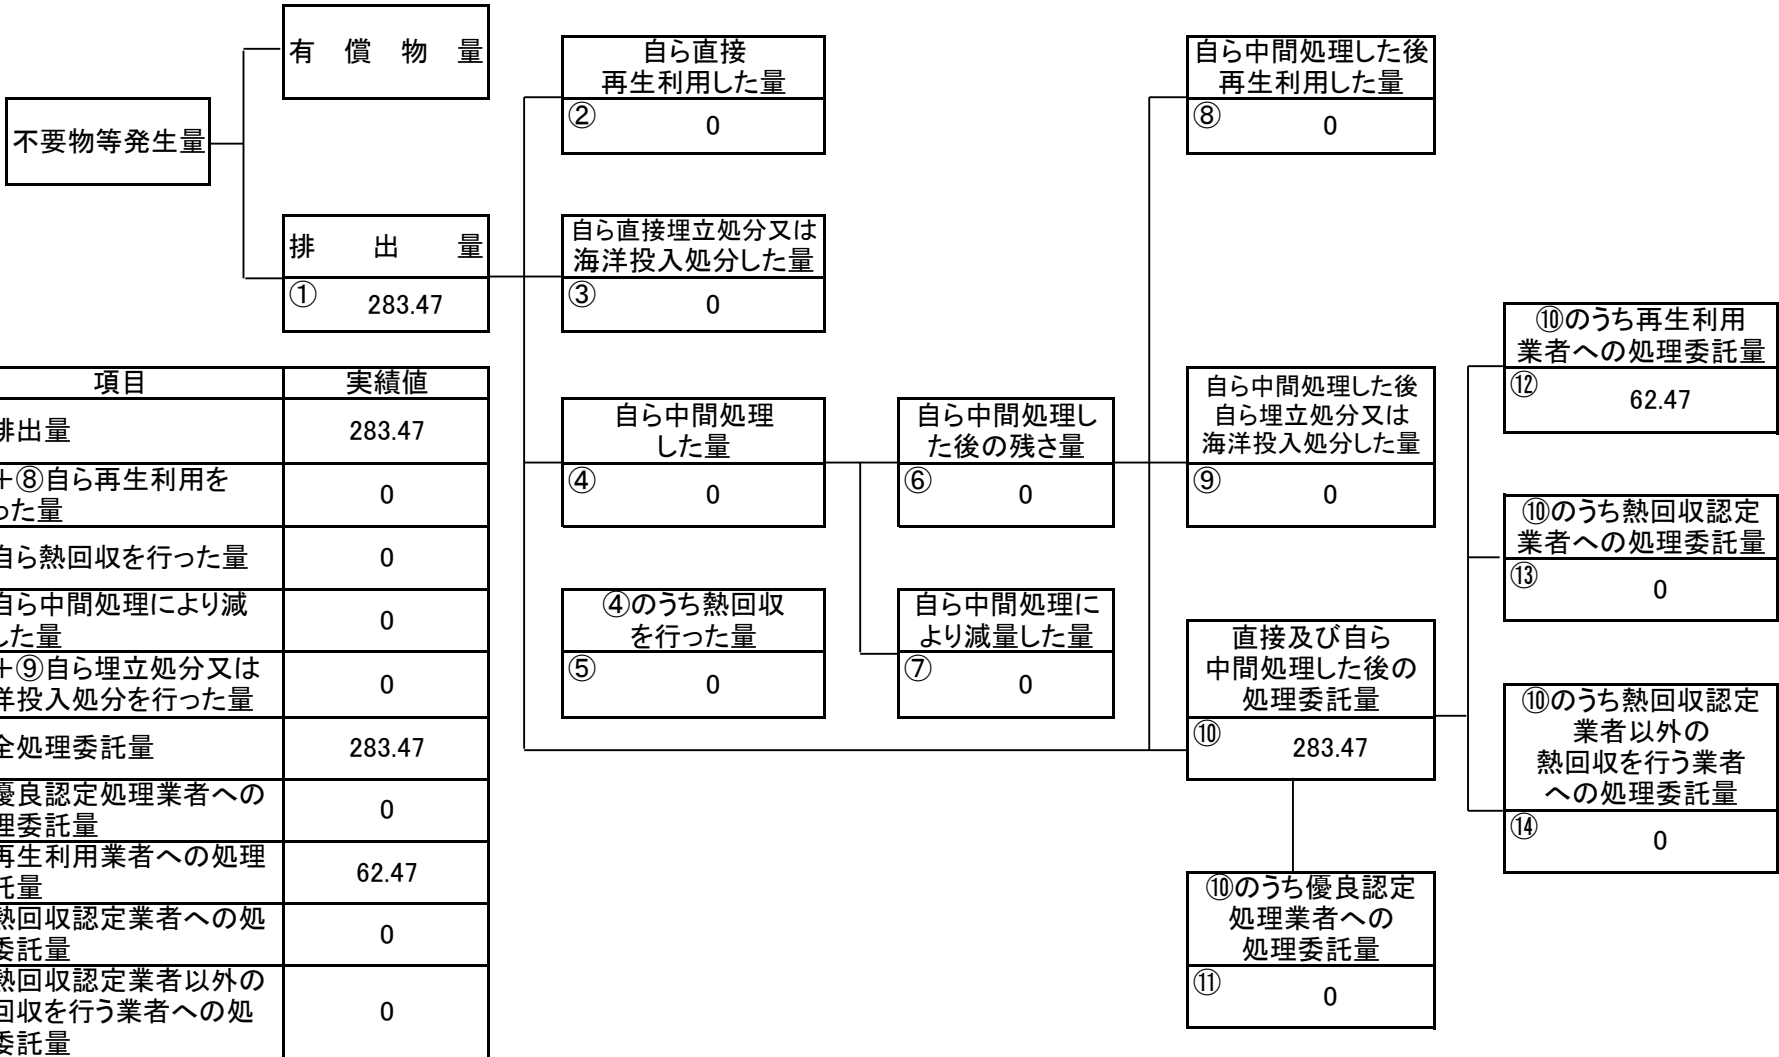 有償物量
不要物等発生量
排出量
① 283.47
自ら直接
再生利用した量
② 0
自ら直接埋立処分又は
海洋投入処分した量
③ 0
自ら中間処理
した量
④ 0
④のうち熱回収
を行った量
⑤ 0
自ら中間処理し
た後の残さ量
⑥ 0
自ら中間処理に
より減量した量
⑦ 0
自ら中間処理した後
再生利用した量
⑧ 0
自ら中間処理した後
自ら埋立処分又は
海洋投入処分した量
⑨ 0
直接及び自ら
中間処理した後の
処理委託量
⑩ 283.47
⑩のうち優良認定
処理業者への
処理委託量
⑪ 0
⑩のうち再生利用
業者への処理委託量
⑫ 62.47
⑩のうち熱回収認定
業者への処理委託量
⑬ 0
⑩のうち熱回収認定
業者以外の
熱回収を行う業者
への処理委託量
⑭ 0
項目 実績値
排出量 283.47
+⑧自ら再生利用を
った量 0
自ら熱回収を行った量 0
自ら中間処理により減
した量 0
+⑨自ら埋立処分又は
洋投入処分を行った量 0
全処理委託量 283.47
優良認定処理業者への
理委託量 0
再生利用業者への処理
託量 62.47
熱回収認定業者への処
委託量 0
熱回収認定業者以外の
回収を行う業者への処
委託量 0